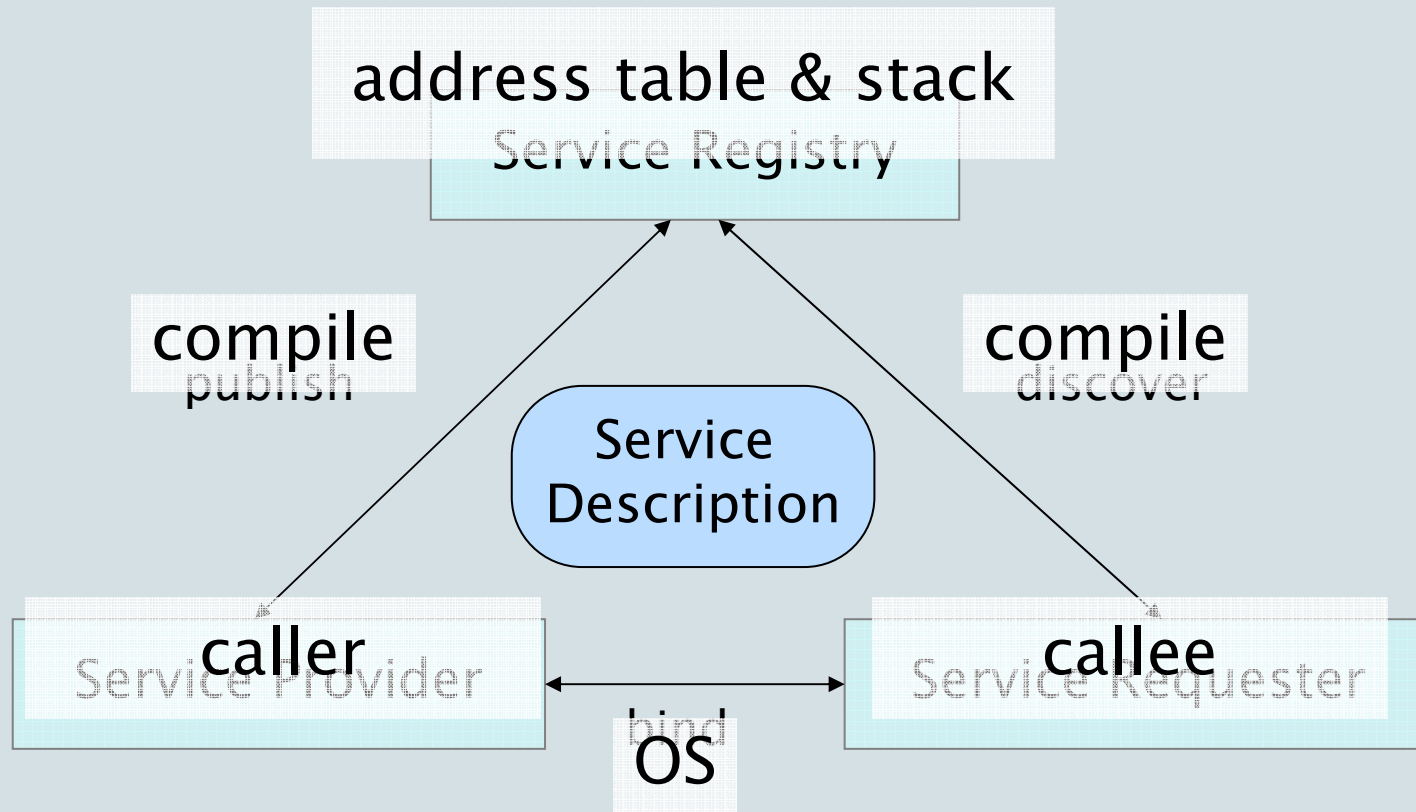 address table & stack
Service Registry
compile
publish
compile
discover
Service
Description
caller
Service Provider
callee
Service Requester
bind
OS